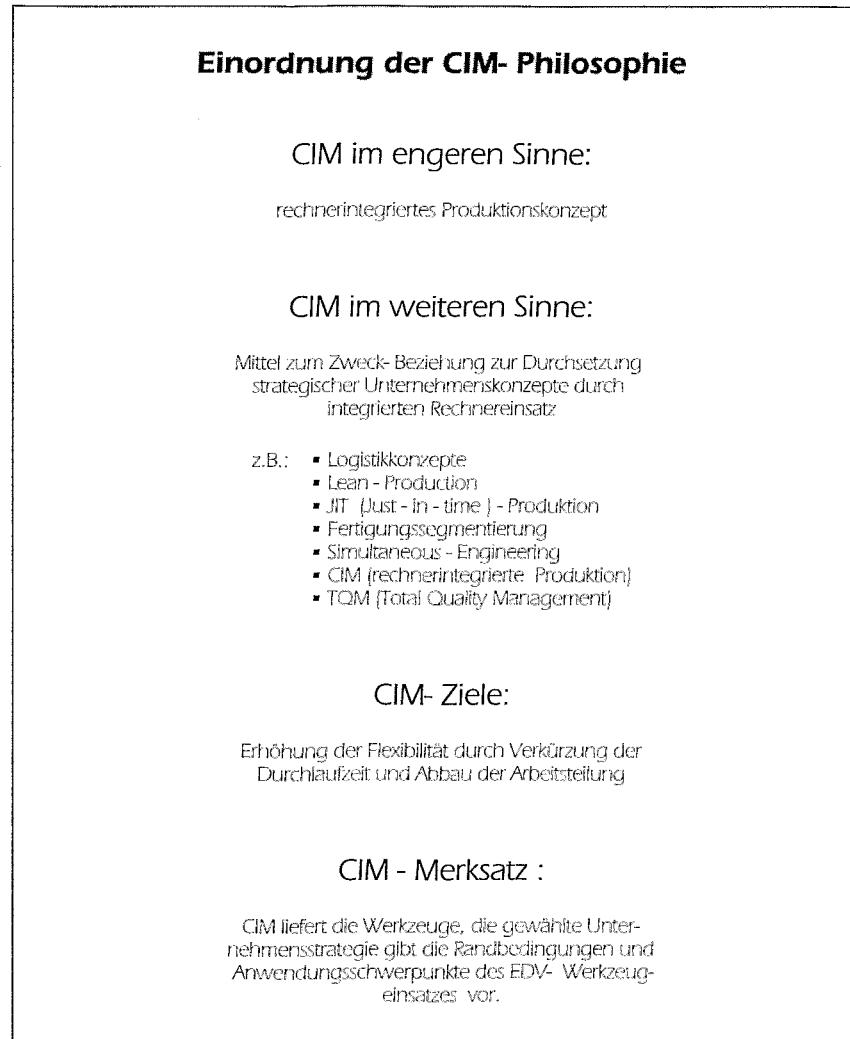 Einordnung der CIM- Philosophie
CIM im engeren Sinne:
rechnerintegriertes Produktionskonzept
CIM im weiteren Sinne:
Mittel zum Zweck- Beziehung zur Durchsetzung
strategischer Unternehmenskonzepte durch
integrierten Rechnereinsatz
z.B.: ▪ Logistikkonzepte
▪ Lean - Production
▪ JIT (Just - in - time ) - Produktion
▪ Fertigungssegmentierung
▪ Simultaneous - Engineering
▪ CIM (rechnerintegrierte Produktion)
▪ TQM (Total Quality Management)
CIM- Ziele:
Erhöhung der Flexibilität durch Verkürzung der
Durchlaufzeit und Abbau der Arbeitsteilung
CIM - Merksatz :
CIM liefert die Werkzeuge, die gewählte Unter-
nehmensstrategie gibt die Randbedingungen und
Anwendungsschwerpunkte des EDV- Werkzeug-
einsatzes vor.